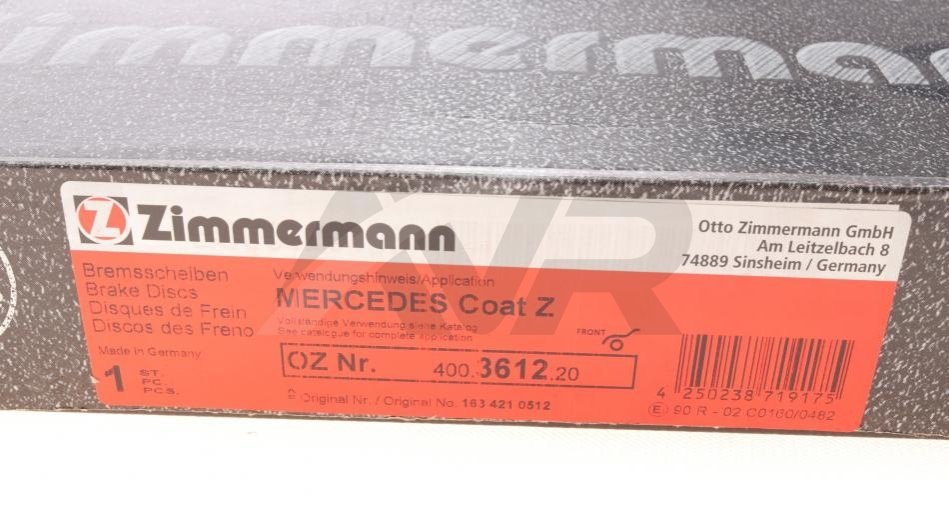 Zimmermann
Z Zimmermann
Otto Zimmermann GmbH
Am Leitzelbach 8
74889 Sinsheim / Germany
Bremsscheiben
Brake Discs
Disques de Frein
Discos des Freno
Made in Germany
1 ST.
PC.
PCS.
Verwendungshinweis/Application
MERCEDES Coat Z
Vollständige Verwendung siehe Katalog
See catalogue for complete Application
FRONT
OZ Nr. 400.3612.20
Original Nr. / Original No. 163 421 0512
4 250238 719175
E 90 R - 02 C0160/0482
AVR